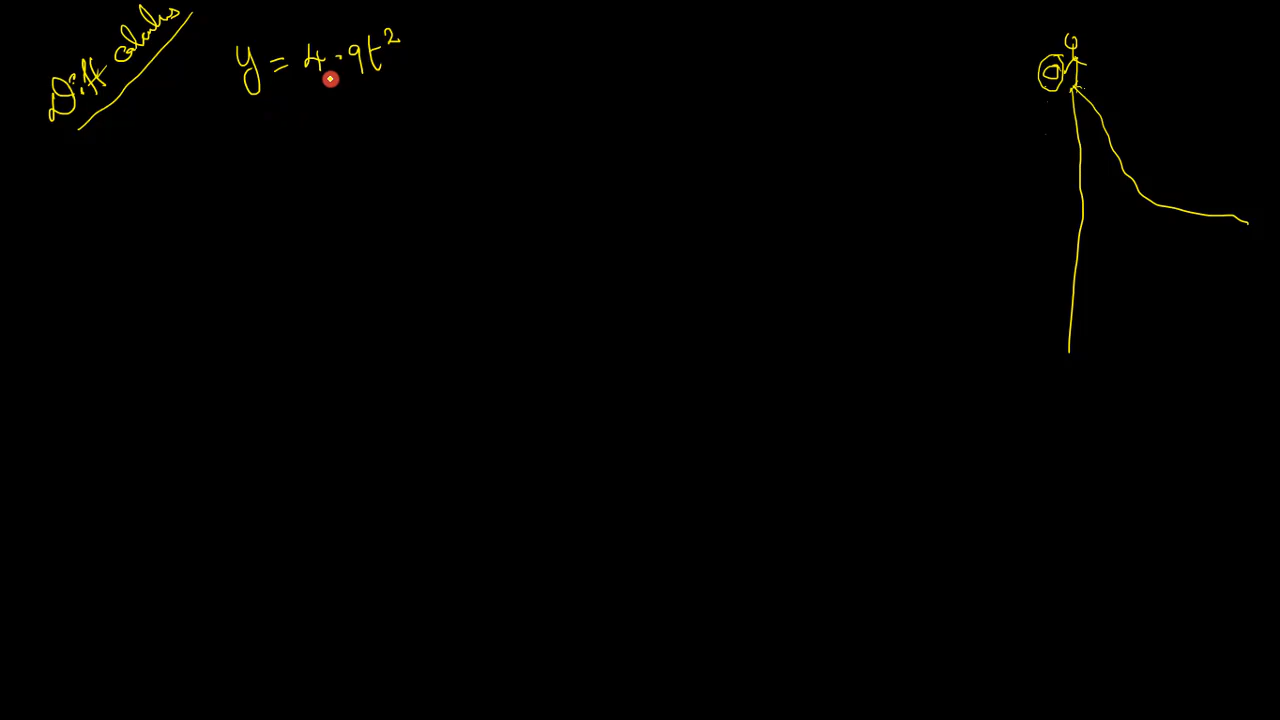 Diff calculus
y = 4.9t²